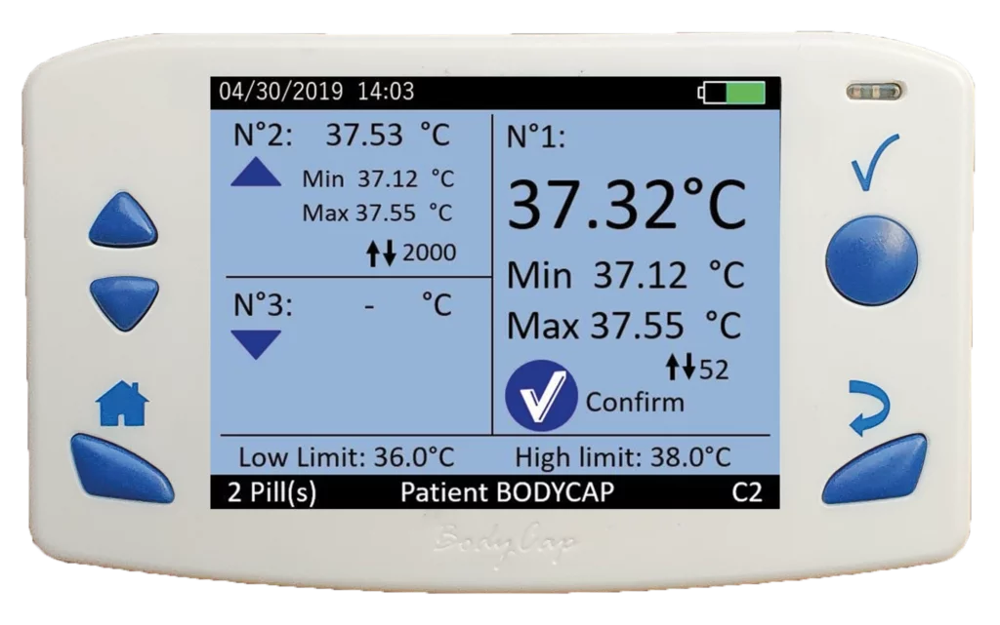 04/30/2019 14:03
N°2: 37.53 °C
Min 37.12 °C
Max 37.55 °C
2000
N°3: - °C
N°1:
37.32°C
Min 37.12 °C
Max 37.55 °C
52
Confirm
Low Limit: 36.0°C High limit: 38.0°C
2 Pill(s) Patient BODYCAP C2
BodyCap